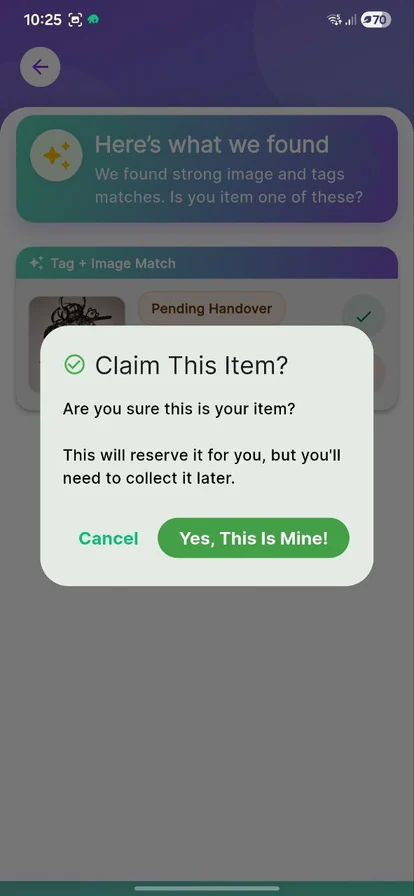 10:25
70
Here's what we found
We found strong image and tags
matches. Is you item one of these?
Tag + Image Match
Pending Handover
Claim This Item?
Are you sure this is your item?
This will reserve it for you, but you'll
need to collect it later.
Cancel
Yes, This Is Mine!